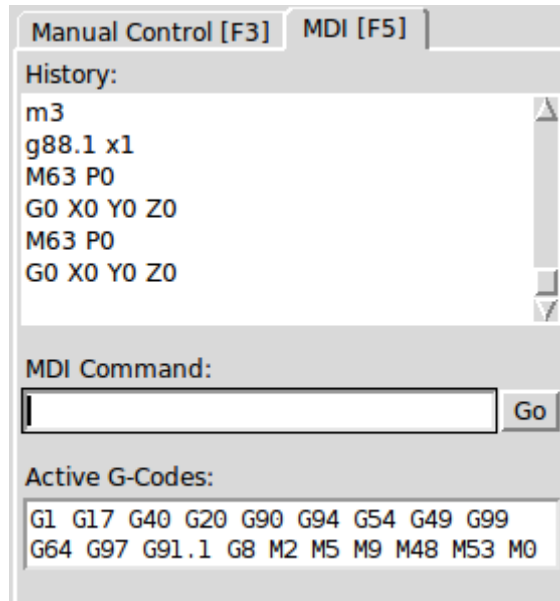 Manual Control [F3] MDI [F5]
History:
m3
g88.1 x1
M63 P0
G0 X0 Y0 Z0
M63 P0
G0 X0 Y0 Z0
MDI Command:
Go
Active G-Codes:
G1 G17 G40 G20 G90 G94 G54 G49 G99
G64 G97 G91.1 G8 M2 M5 M9 M48 M53 M0